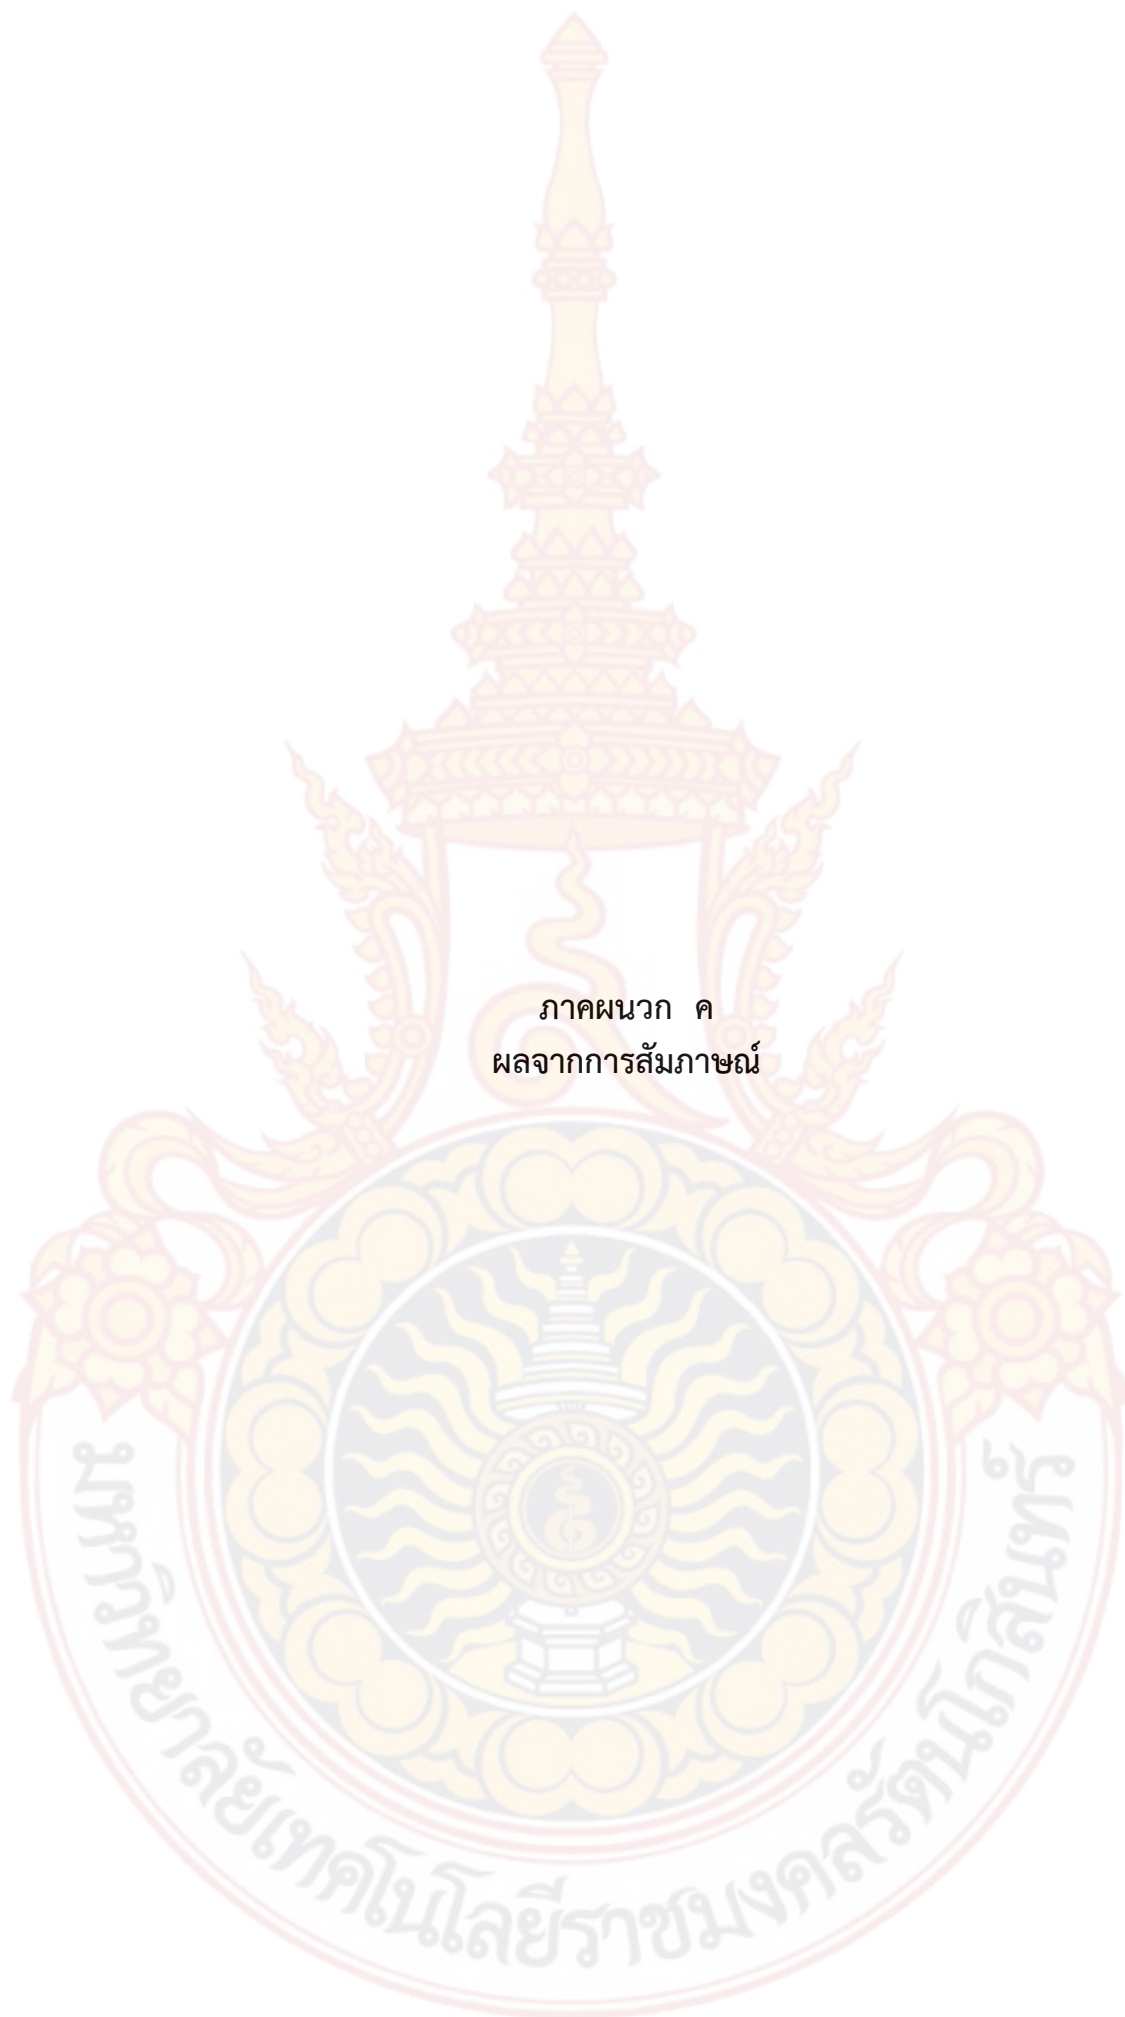 ภาคผนวก ค
ผลจากการสัมภาษณ์
มหาวิทยาลัยเทคโนโลยีราชมงคลรัตนโกสินทร์